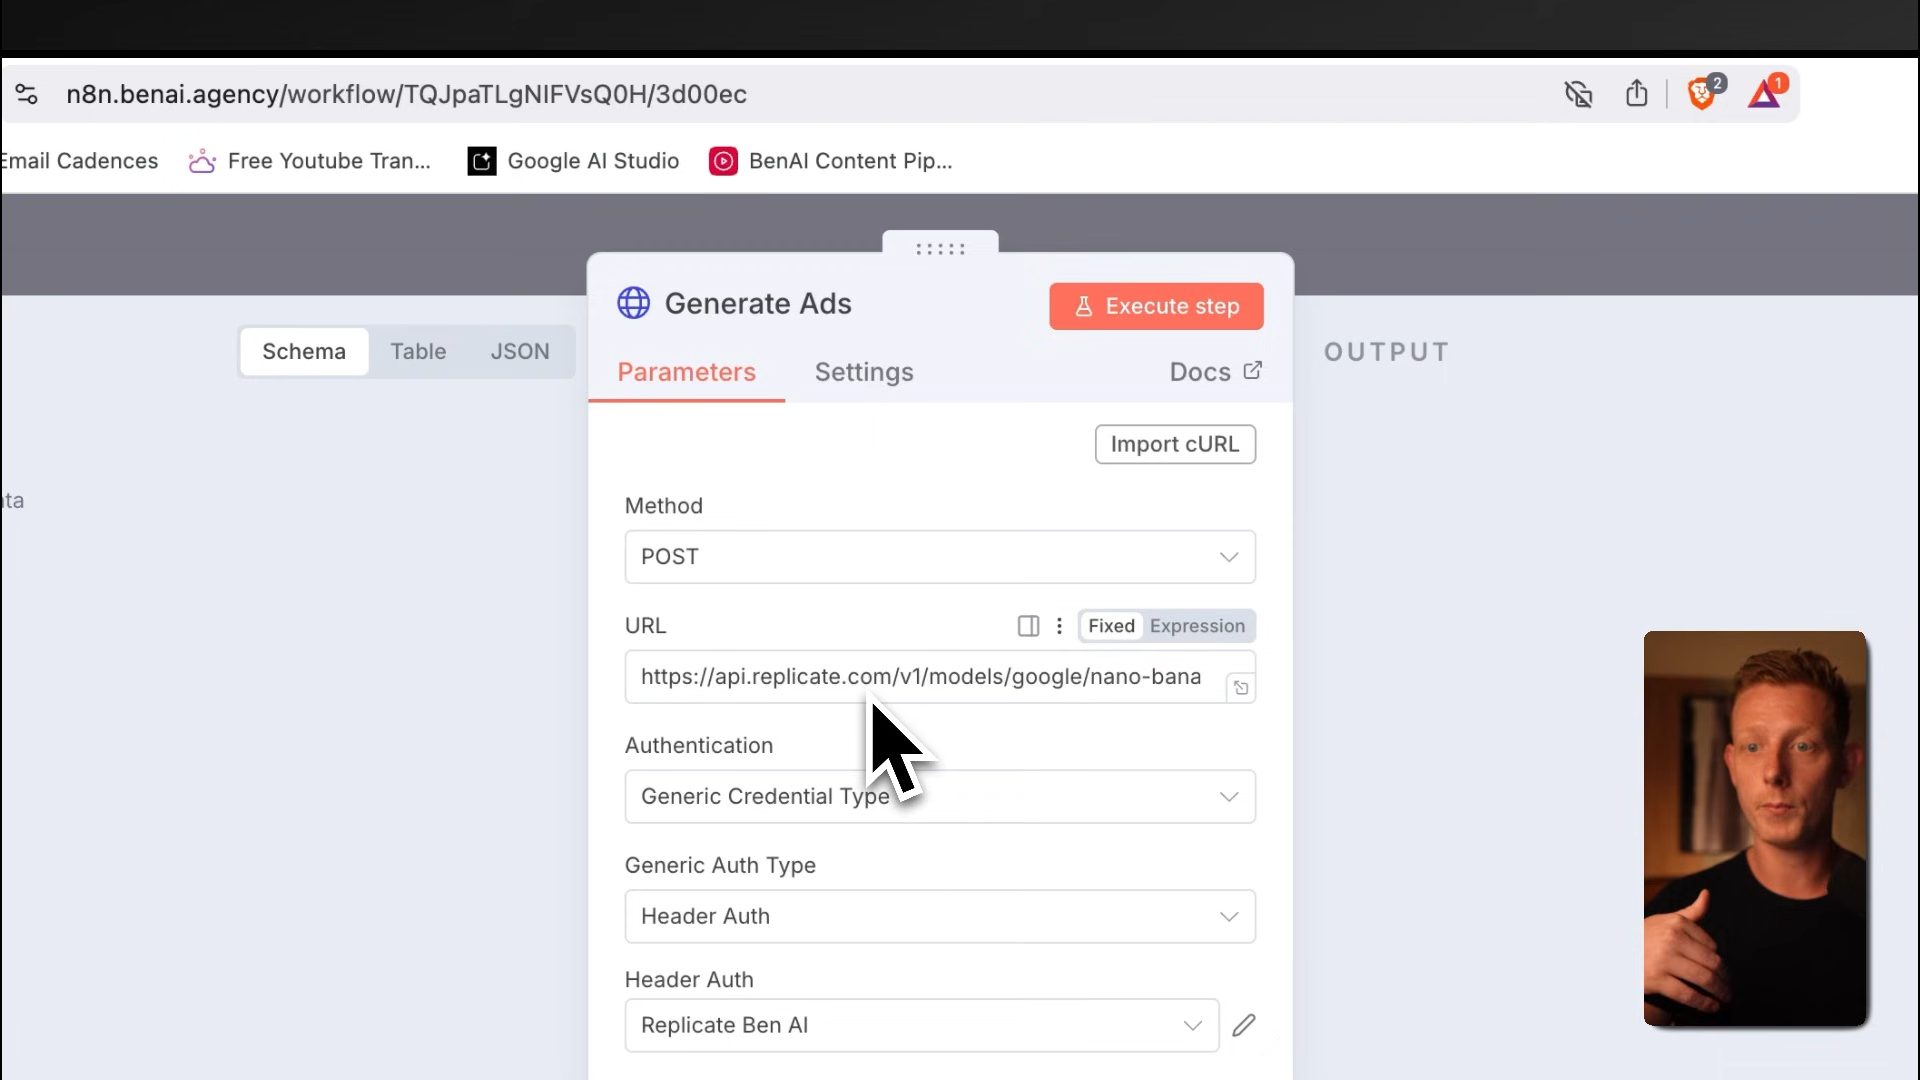 n8n.benai.agency/workflow/TQJpaTLgNIFVsQ0H/3d00ec
2
1
Email Cadences
Free Youtube Tran...
Google AI Studio
BenAI Content Pip...
Generate Ads
Execute step
Schema
Table
JSON
OUTPUT
Parameters
Settings
Docs
Import cURL
Method
ata
POST
URL
Fixed
Expression
https://api.replicate.com/v1/models/google/nano-bana
Authentication
Generic Credential Type
Generic Auth Type
Header Auth
Header Auth
Replicate Ben AI